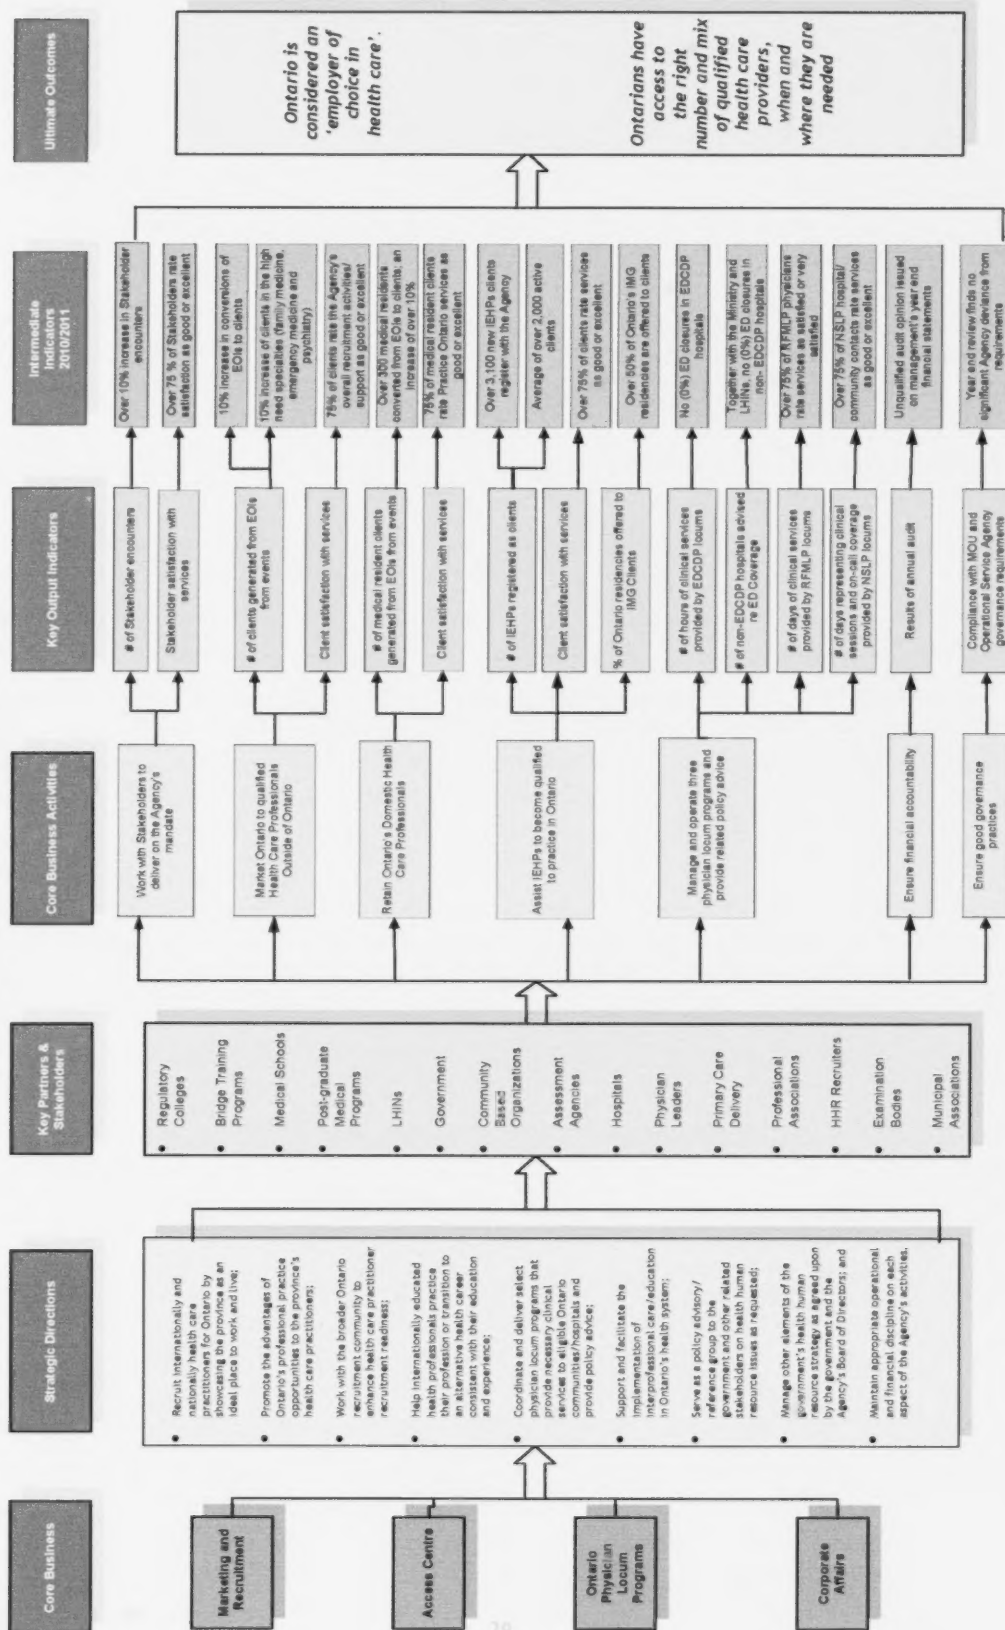 Core Business
Marketing and
Recruitment
Access Centre
Ontario
Physician
Locum
Programs
Corporate
Affairs
Strategic Directions
• Recruit internationally and
nationally health care
practitioners for Ontario by
showcasing the province as an
ideal place to work and live;
• Promote the advantages of
Ontario's professional practice
opportunities to the province's
health care practitioners;
• Work with the broader Ontario
recruitment community to
enhance health care practitioner
recruitment readiness;
• Help internationally educated
health professionals practice
their profession or transition to
an alternative health career
consistent with their education
and experience;
• Coordinate and deliver select
physician locum programs that
provide necessary clinical
services to eligible Ontario
communities/hospitals and
provide policy advice;
• Support and facilitate the
implementation of
interprofessional care/education
in Ontario's health system;
• Serve as a policy advisory/
reference group to the
government and other related
stakeholders on health human
resource issues as requested;
• Manage other elements of the
government's health human
resource strategy as agreed upon
by the government and the
Agency's Board of Directors; and
• Maintain appropriate operational
and financial discipline on each
aspect of the Agency's activities.
Key Partners &
Stakeholders
• Regulatory
Colleges
• Bridge Training
Programs
• Medical Schools
• Post-graduate
Medical
Programs
• LHINs
• Government
• Community
Based
Organizations
• Assessment
Agencies
• Hospitals
• Physician
Leaders
• Primary Care
Delivery
• Professional
Associations
• HHR Recruiters
• Examination
Bodies
• Municipal
Associations
Core Business Activities
Work with Stakeholders to
deliver on the Agency's
mandate
Market Ontario to qualified
Health Care Professionals
Outside of Ontario
Retain Ontario's Domestic Health
Care Professionals
Assist IEHPs to become qualified
to practice in Ontario
Manage and operate three
physician locum programs and
provide related policy advice
Ensure financial accountability
Ensure good governance
practices
Key Output Indicators
# of Stakeholder encounters
Stakeholder satisfaction with
services
# of clients generated from EOIs
from events
Client satisfaction with services
# of medical resident clients
generated from EOIs from events
Client satisfaction with services
# of IEHPs registered as clients
Client satisfaction with services
% of Ontario residencies offered to
IMG Clients
# of hours of clinical services
provided by EDCDP locums
# of non-EDCDP hospitals advised
re ED Coverage
# of days of clinical services
provided by RFMLP locums
# of days representing clinical
sessions and on-call coverage
provided by NSLP locums
Results of annual audit
Compliance with MOU and
Operational Service Agency
governance requirements
Intermediate
Indicators
2010/2011
Over 10% increase in Stakeholder
encounters
Over 75 % of Stakeholders rate
satisfaction as good or excellent
10% increase in conversions of
EOIs to clients
10% increase of clients in the high
need specialties (family medicine,
emergency medicine and
psychiatry)
75% of clients rate the Agency's
overall recruitment activities/
support as good or excellent
Over 300 medical residents
converted from EOIs to clients; an
increase of over 10%
75% of medical resident clients
rate Practice Ontario services as
good or excellent
Over 3,100 new IEHPs clients
register with the Agency
Average of over 2,000 active
clients
Over 75% of clients rate services
as good or excellent
Over 50% of Ontario's IMG
residencies are offered to clients
No (0%) ED closures in EDCDP
hospitals
Together with the Ministry and
LHINs, no (0%) ED closures in
non- EDCDP hospitals
Over 75% of RFMLP physicians
rate services as satisfied or very
satisfied
Over 75% of NSLP hospital/
community contacts rate services
as good or excellent
Unqualified audit opinion issued
on management's year end
financial statements
Year end review finds no
significant Agency deviance from
requirements
Ultimate Outcomes
Ontario is
considered an
'employer of
choice in
health care'.
Ontarians have
access to
the right
number and mix
of qualified
health care
providers,
when and
where they are
needed